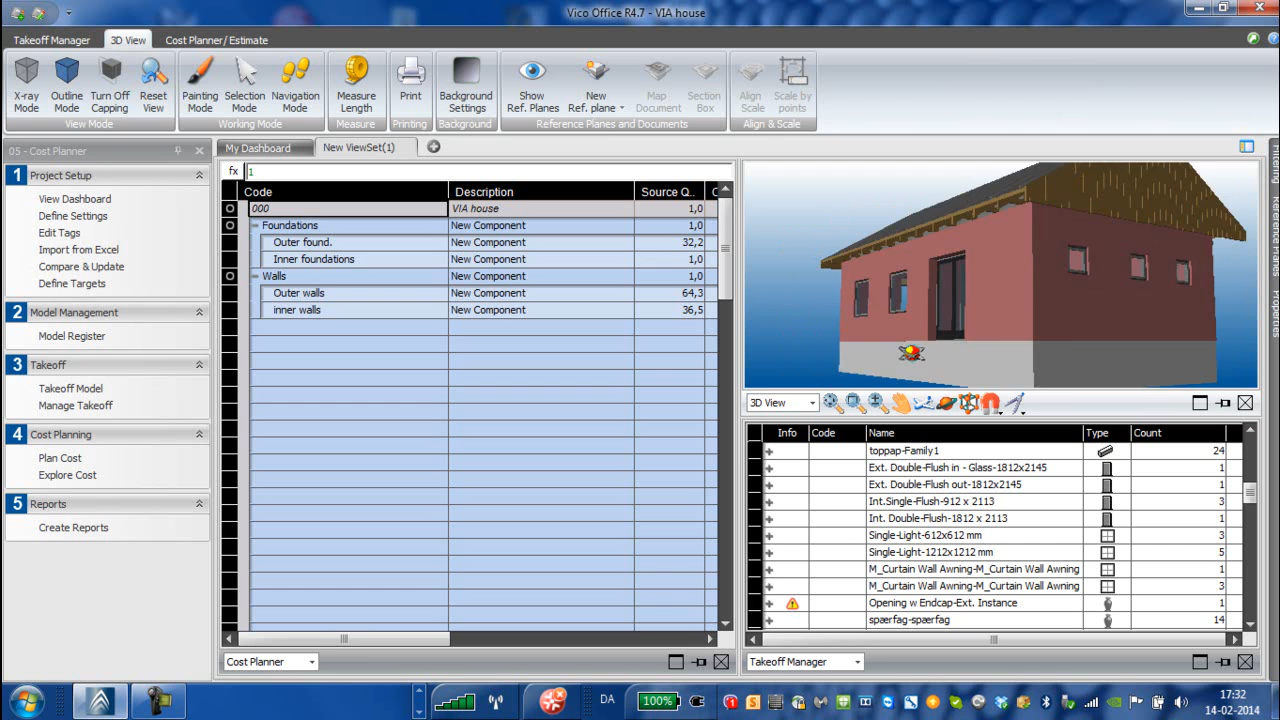 Vico Office R4.7 - VIA house
Takeoff Manager
3D View
Cost Planner / Estimate
X-ray Mode
Outline Mode
Turn Off Capping
Reset View
Painting Mode
Selection Mode
Navigation Mode
Measure Length
Print
Background Settings
Show Ref. Planes
New Ref. plane
Map Document
Section Box
Align Scale
Scale by points
View Mode
Working Mode
Measure
Printing
Background
Reference Planes and Documents
Align & Scale
05 - Cost Planner
My Dashboard
New ViewSet(1)
1 Project Setup
View Dashboard
Define Settings
Edit Tags
Import from Excel
Compare & Update
Define Targets
2 Model Management
Model Register
3 Takeoff
Takeoff Model
Manage Takeoff
4 Cost Planning
Plan Cost
Explore Cost
5 Reports
Create Reports
fx 1
Code Description Source Q.. C
000 VIA house 1,0
Foundations New Component 1,0
Outer found. New Component 32,2
Inner foundations New Component 1,0
Walls New Component 1,0
Outer walls New Component 64,3
inner walls New Component 36,5
Cost Planner
Filtering
Reference Planes
Properties
3D View
Info Code Name Type Count
toppap-Family1 24
Ext. Double-Flush in - Glass-1812x2145 1
Ext. Double-Flush out-1812x2145 1
Int.Single-Flush-912 x 2113 3
Int. Double-Flush-1812 x 2113 1
Single-Light-612x612 mm 3
Single-Light-1212x1212 mm 5
M_Curtain Wall Awning-M_Curtain Wall Awning 1
M_Curtain Wall Awning-M_Curtain Wall Awning 3
Opening w Endcap-Ext. Instance 1
spærfag-spærfag 14
Takeoff Manager
DA
100%
17:32
14-02-2014